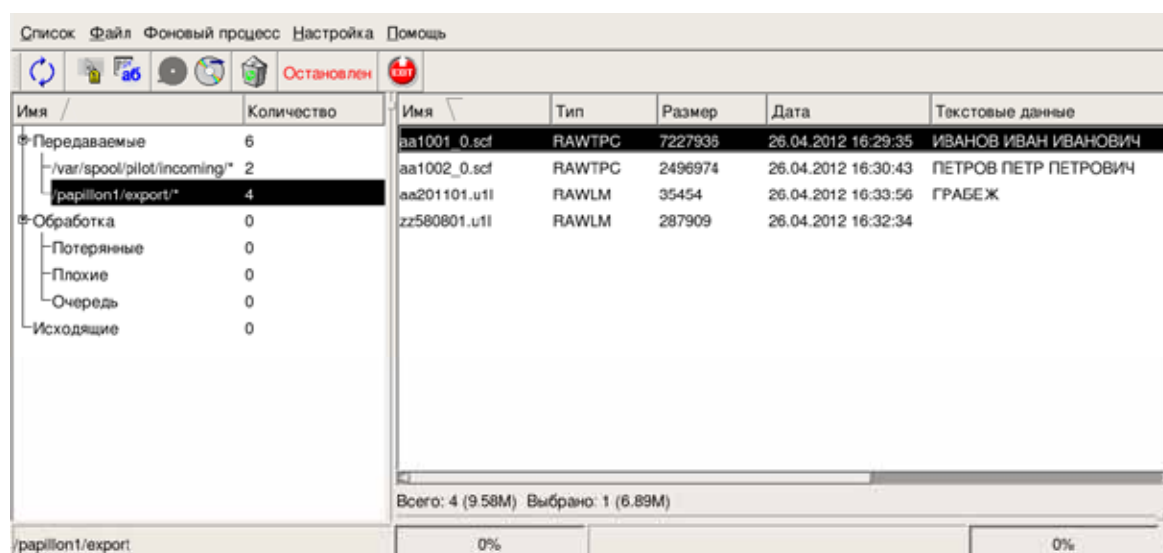 Список Файл Фоновый процесс Настройка Помощь
аб Остановлен EXIT
Имя Количество
Передаваемые 6
/var/spool/pilot/incoming/* 2
/papillon1/export/* 4
Обработка 0
Потерянные 0
Плохие 0
Очередь 0
Исходящие 0
Имя Тип Размер Дата Текстовые данные
aa1001_0.scf RAWTPC 7227936 26.04.2012 16:29:35 ИВАНОВ ИВАН ИВАНОВИЧ
aa1002_0.scf RAWTPC 2496974 26.04.2012 16:30:43 ПЕТРОВ ПЕТР ПЕТРОВИЧ
aa201101.u1l RAWLM 35454 26.04.2012 16:33:56 ГРАБЕЖ
zz580801.u1l RAWLM 287909 26.04.2012 16:32:34
Всего: 4 (9.58M) Выбрано: 1 (6.89M)
/papillon1/export 0% 0%